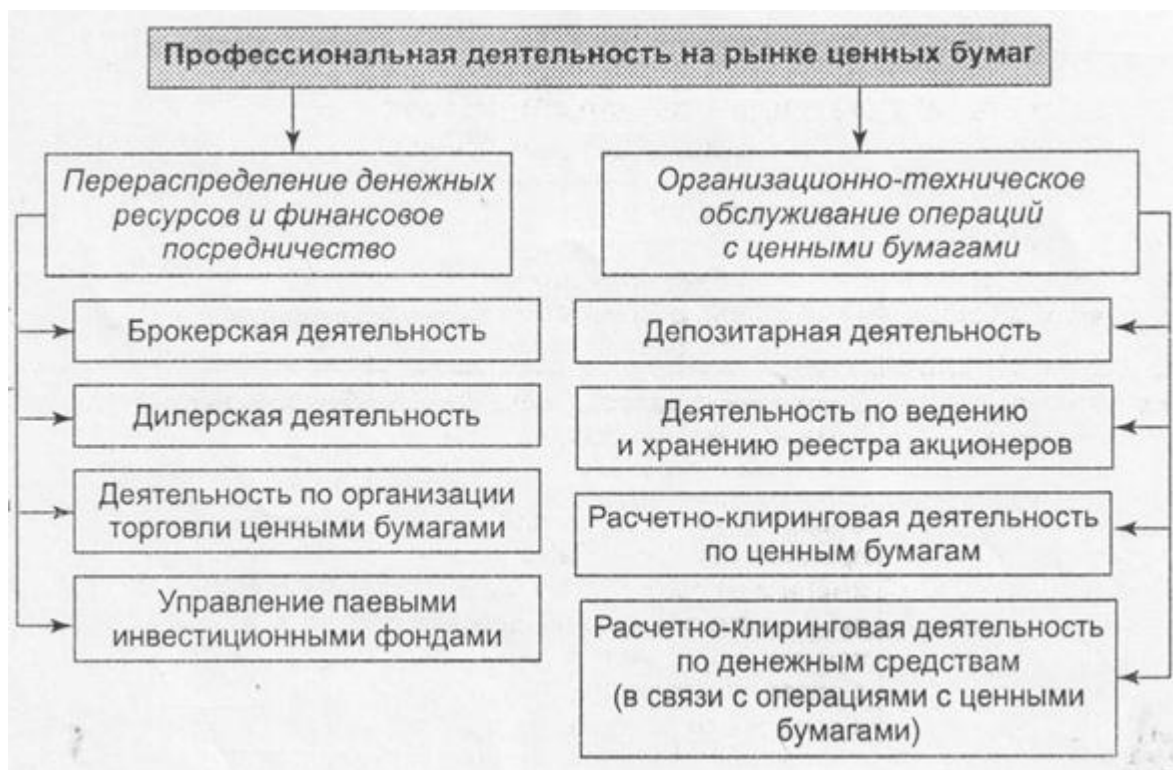 Профессиональная деятельность на рынке ценных бумаг
Перераспределение денежных
ресурсов и финансовое
посредничество
Брокерская деятельность
Дилерская деятельность
Деятельность по организации
торговли ценными бумагами
Управление паевыми
инвестиционными фондами
Организационно-техническое
обслуживание операций
с ценными бумагами
Депозитарная деятельность
Деятельность по ведению
и хранению реестра акционеров
Расчетно-клиринговая деятельность
по ценным бумагам
Расчетно-клиринговая деятельность
по денежным средствам
(в связи с операциями с ценными
бумагами)